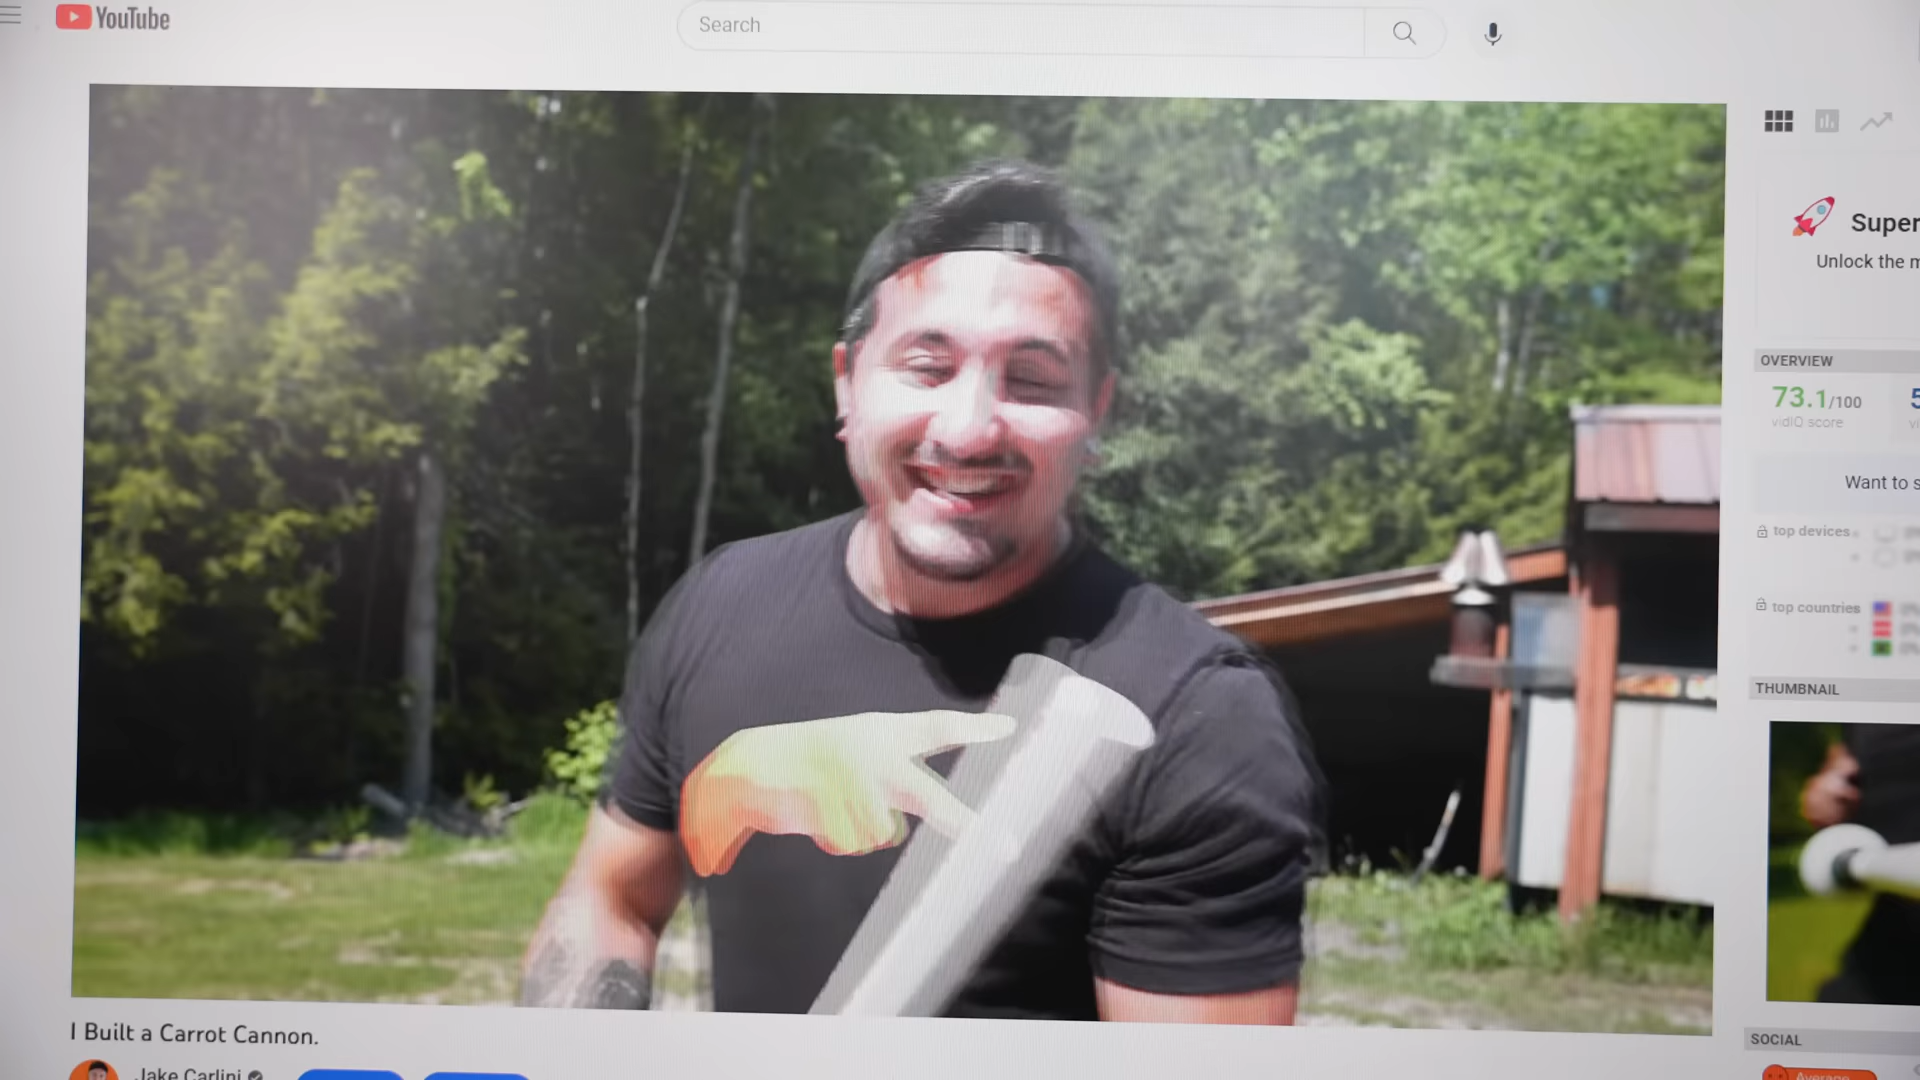 YouTube
Search
Super
Unlock the m
OVERVIEW
73.1/100
vidIQ score
Want to s
top devices
top countries
THUMBNAIL
I Built a Carrot Cannon.
SOCIAL
Jake Carlini
Average